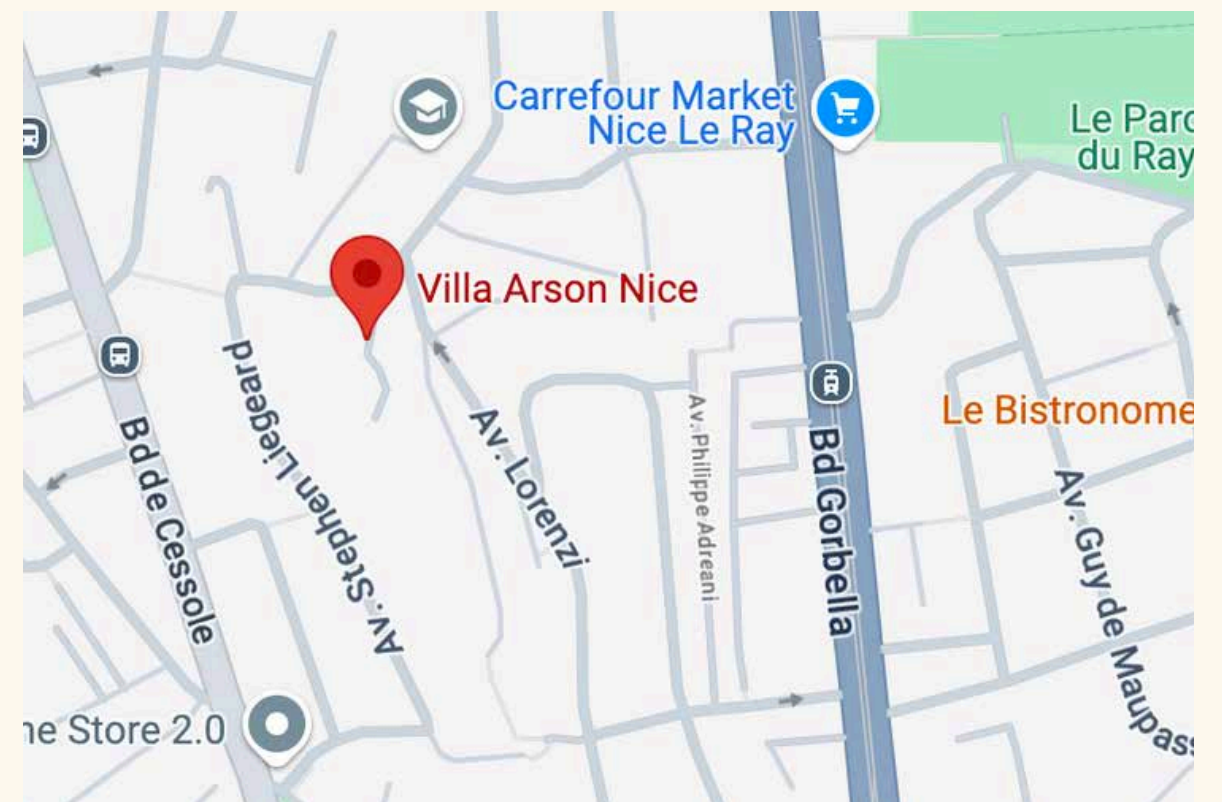 Carrefour Market
Nice Le Ray
Le Parc
du Ray
Villa Arson Nice
Le Bistronome
Av. Stephen Liégeard
Bd de Cessole
Av. Lorenzi
Av. Philippe Adreani
Bd Gorbella
Av. Guy de Maupass
ne Store 2.0